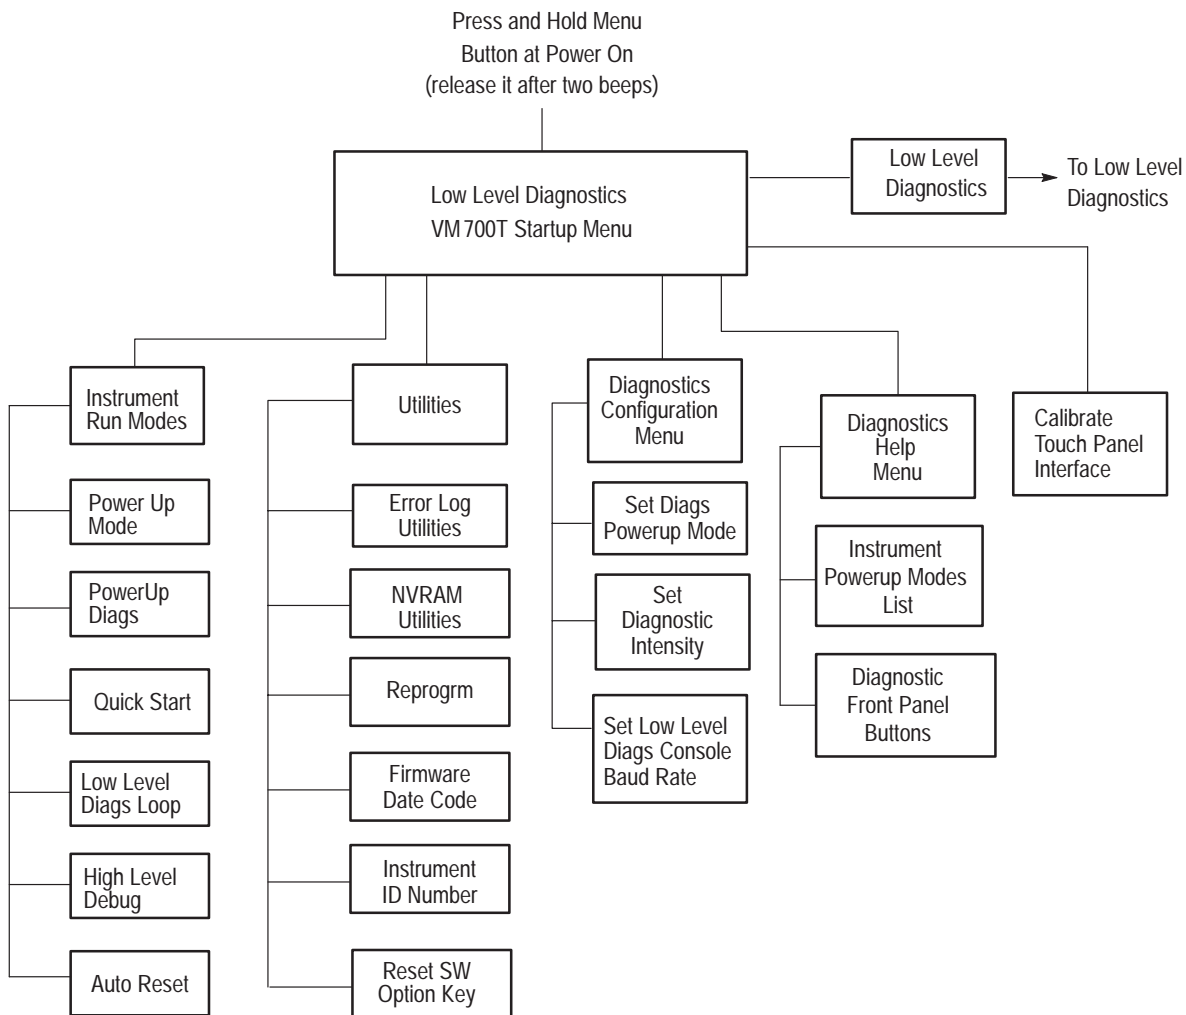 Press and Hold Menu
Button at Power On
(release it after two beeps)
Low Level Diagnostics
VM700T Startup Menu
Low Level
Diagnostics
To Low Level
Diagnostics
Instrument
Run Modes
Power Up
Mode
PowerUp
Diags
Quick Start
Low Level
Diags Loop
High Level
Debug
Auto Reset
Utilities
Error Log
Utilities
NVRAM
Utilities
Reprogrm
Firmware
Date Code
Instrument
ID Number
Reset SW
Option Key
Diagnostics
Configuration
Menu
Set Diags
Powerup Mode
Set
Diagnostic
Intensity
Set Low Level
Diags Console
Baud Rate
Diagnostics
Help
Menu
Instrument
Powerup Modes
List
Diagnostic
Front Panel
Buttons
Calibrate
Touch Panel
Interface